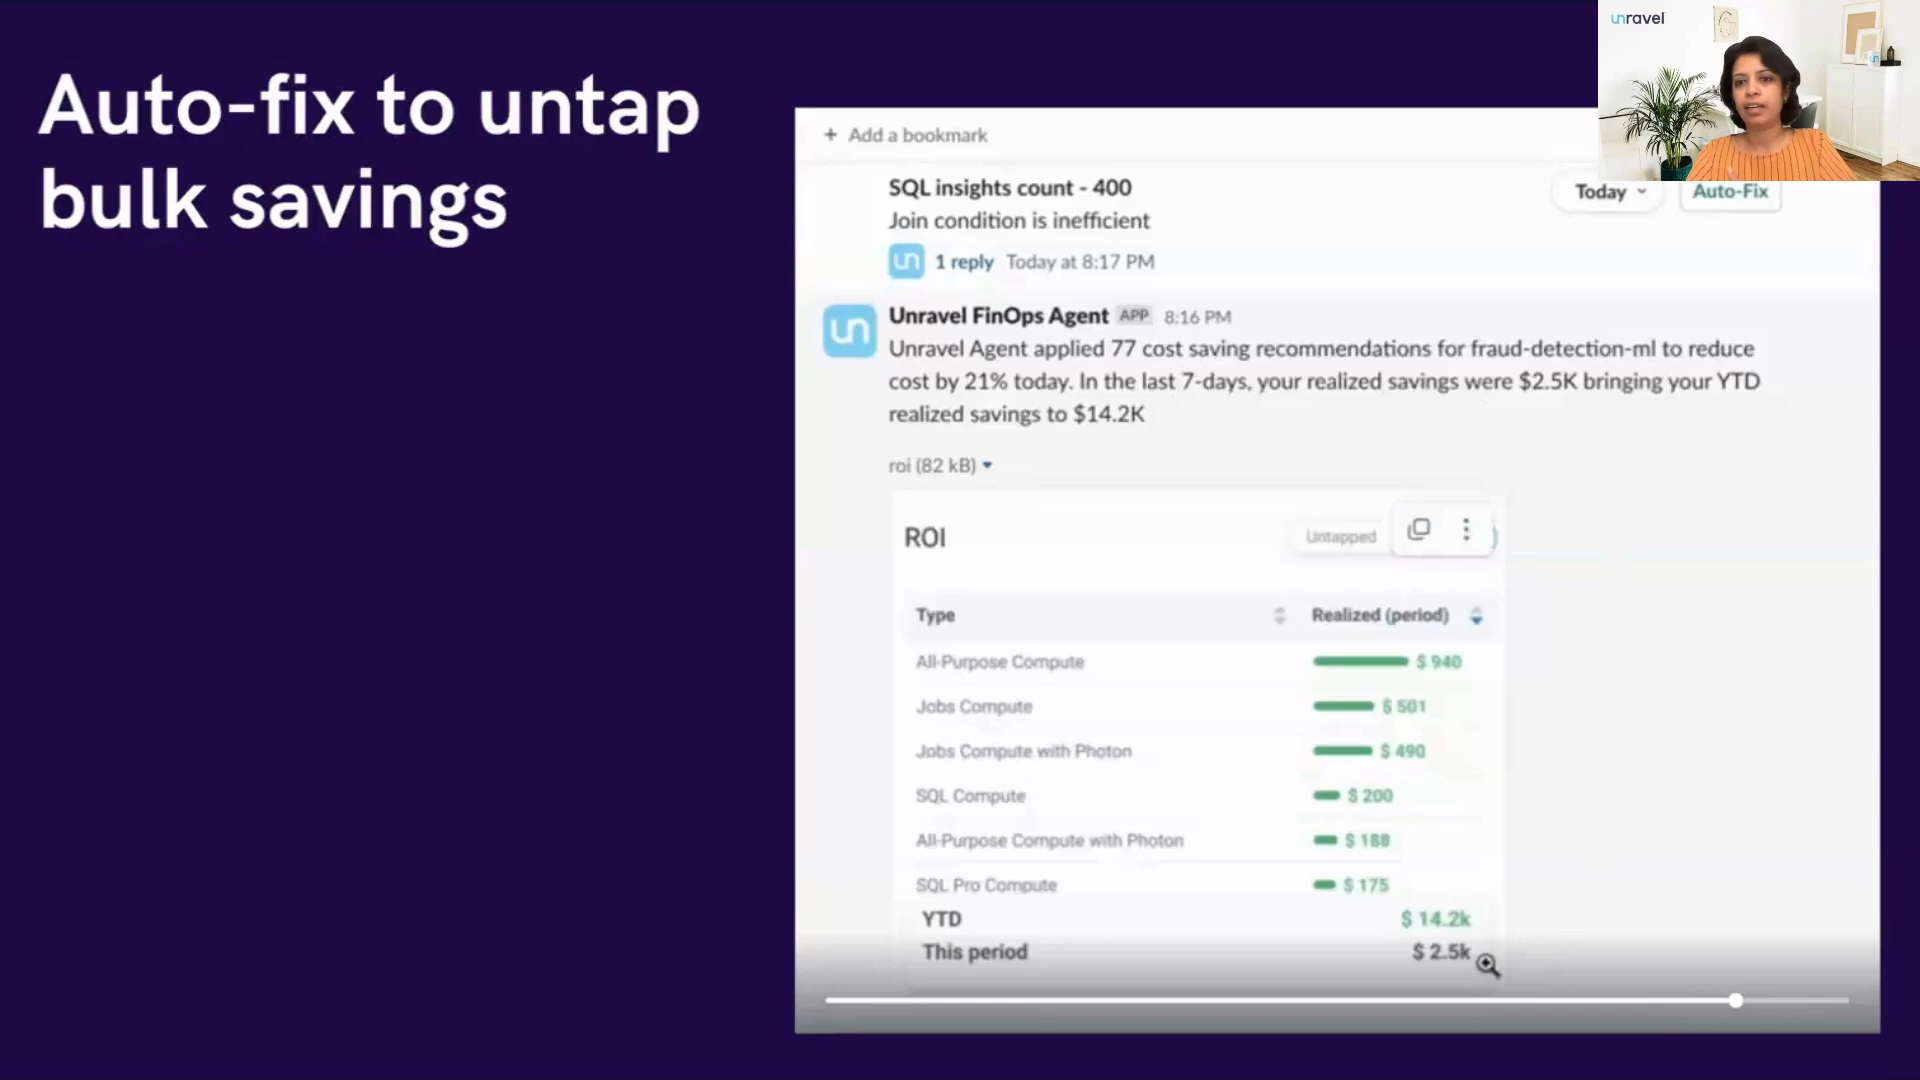 Auto-fix to untap
bulk savings
unravel
+ Add a bookmark
SQL insights count - 400
Today
Auto-Fix
Join condition is inefficient
un
1 reply Today at 8:17 PM
un
Unravel FinOps Agent APP 8:16 PM
Unravel Agent applied 77 cost saving recommendations for fraud-detection-ml to reduce
cost by 21% today. In the last 7-days, your realized savings were $2.5K bringing your YTD
realized savings to $14.2K
roi (82 kB)
ROI
Untapped
Type
Realized (period)
All-Purpose Compute $ 940
Jobs Compute $ 501
Jobs Compute with Photon $ 490
SQL Compute $ 200
All-Purpose Compute with Photon $ 188
SQL Pro Compute $ 175
YTD $ 14.2k
This period $ 2.5k